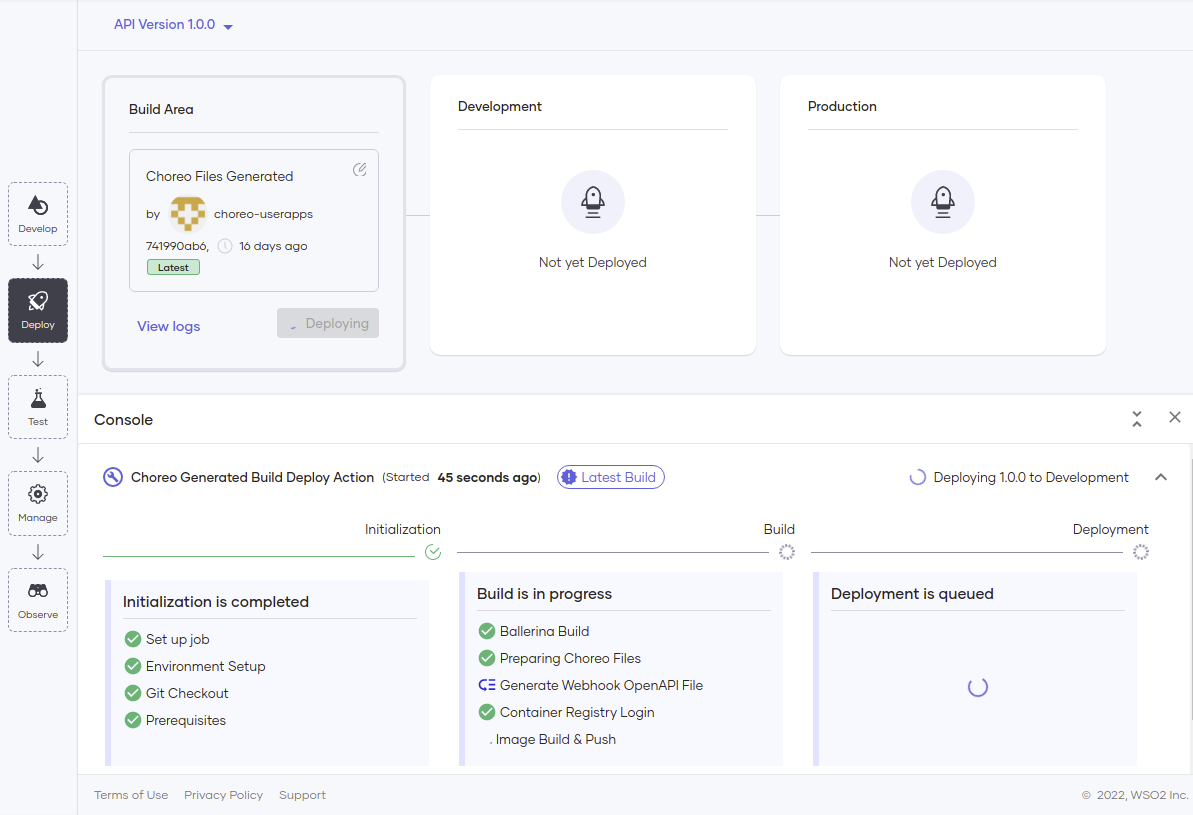 API Version 1.0.0
Build Area
Choreo Files Generated
by choreo-userapps
741990ab6, 16 days ago
Latest
View logs
Deploying
Development
Not yet Deployed
Production
Not yet Deployed
Develop
Deploy
Test
Manage
Observe
Console
Choreo Generated Build Deploy Action (Started 45 seconds ago) Latest Build Deploying 1.0.0 to Development
Initialization
Initialization is completed
Set up job
Environment Setup
Git Checkout
Prerequisites
Build
Build is in progress
Ballerina Build
Preparing Choreo Files
Generate Webhook OpenAPI File
Container Registry Login
Image Build & Push
Deployment
Deployment is queued
Terms of Use Privacy Policy Support © 2022, WSO2 Inc.